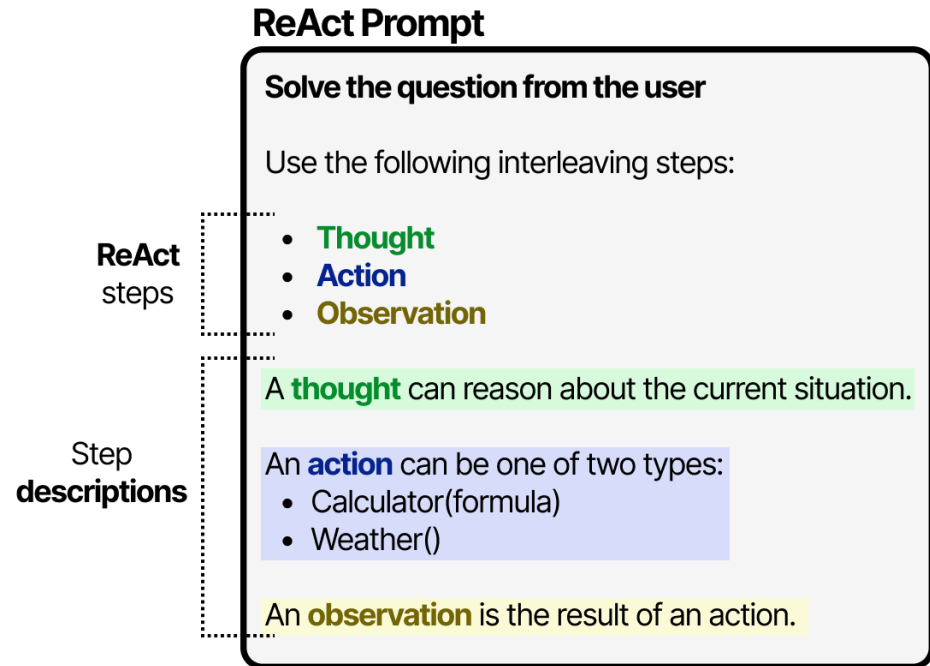 ReAct Prompt
Solve the question from the user
Use the following interleaving steps:
ReAct
steps
• Thought
• Action
• Observation
Step
descriptions
A thought can reason about the current situation.
An action can be one of two types:
• Calculator(formula)
• Weather()
An observation is the result of an action.